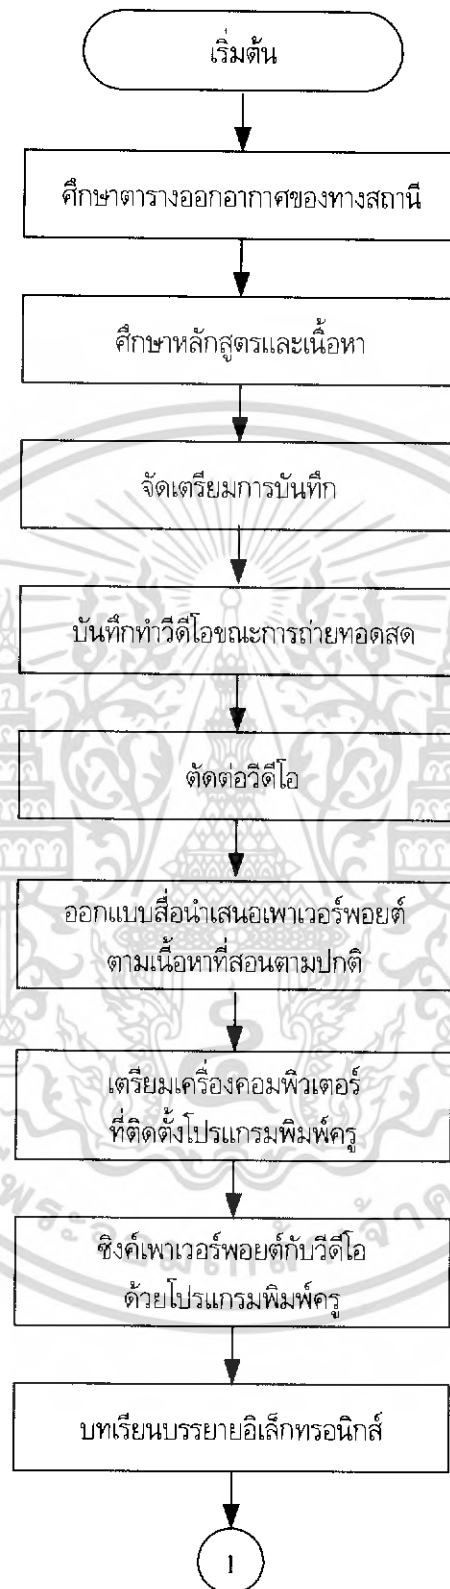 เริ่มต้น
ศึกษาตารางออกอากาศของทางสถานี
ศึกษาหลักสูตรและเนื้อหา
จัดเตรียมการบันทึก
บันทึกทำวีดีโอขณะการถ่ายทอดสด
ตัดต่อวีดีโอ
ออกแบบสื่อนำเสนอเพาเวอร์พอยต์
ตามเนื้อหาที่สอนตามปกติ
เตรียมเครื่องคอมพิวเตอร์
ที่ติดตั้งโปรแกรมพิมพ์ครู
ซิงค์เพาเวอร์พอยต์กับวีดีโอ
ด้วยโปรแกรมพิมพ์ครู
บทเรียนบรรยายอิเล็กทรอนิกส์
1